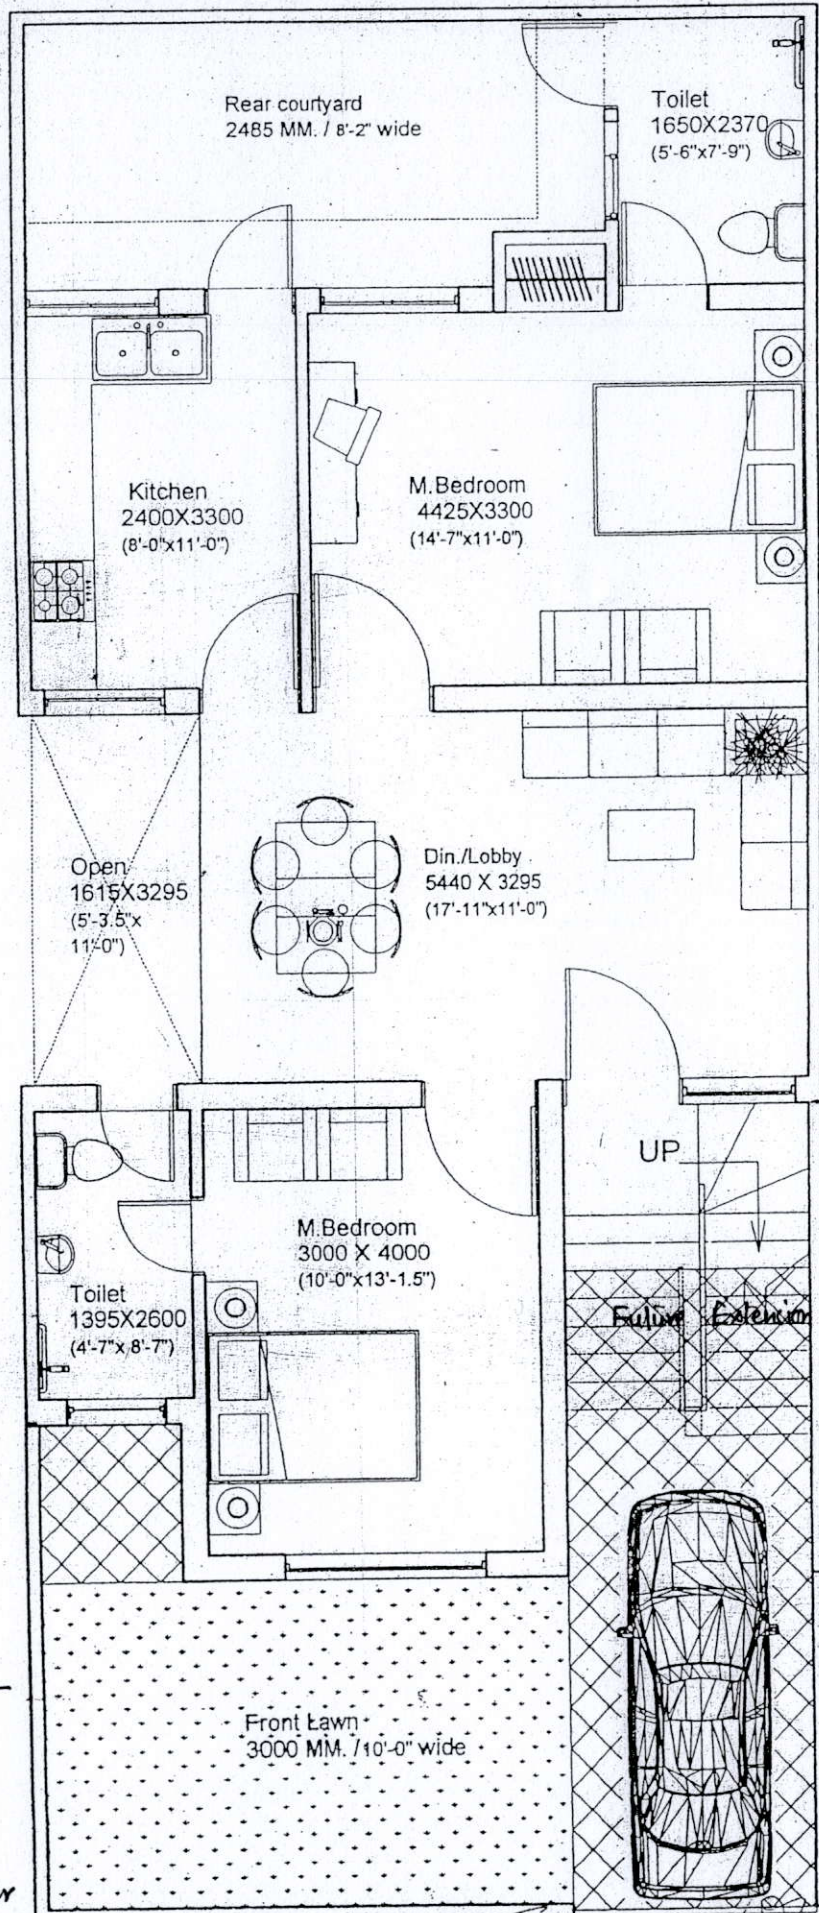 Rear courtyard
2485 MM. / 8'-2" wide
Toilet
1650X2370
(5'-6"x7'-9")
Kitchen
2400X3300
(8'-0"x11'-0")
M.Bedroom
4425X3300
(14'-7"x11'-0")
Open
1615X3295
(5'-3.5"x
11'-0")
Din./Lobby
5440 X 3295
(17'-11"x11'-0")
UP
M.Bedroom
3000 X 4000
(10'-0"x13'-1.5")
Toilet
1395X2600
(4'-7"x 8'-7")
Future Extension
Front Lawn
3000 MM. / 10'-0" wide